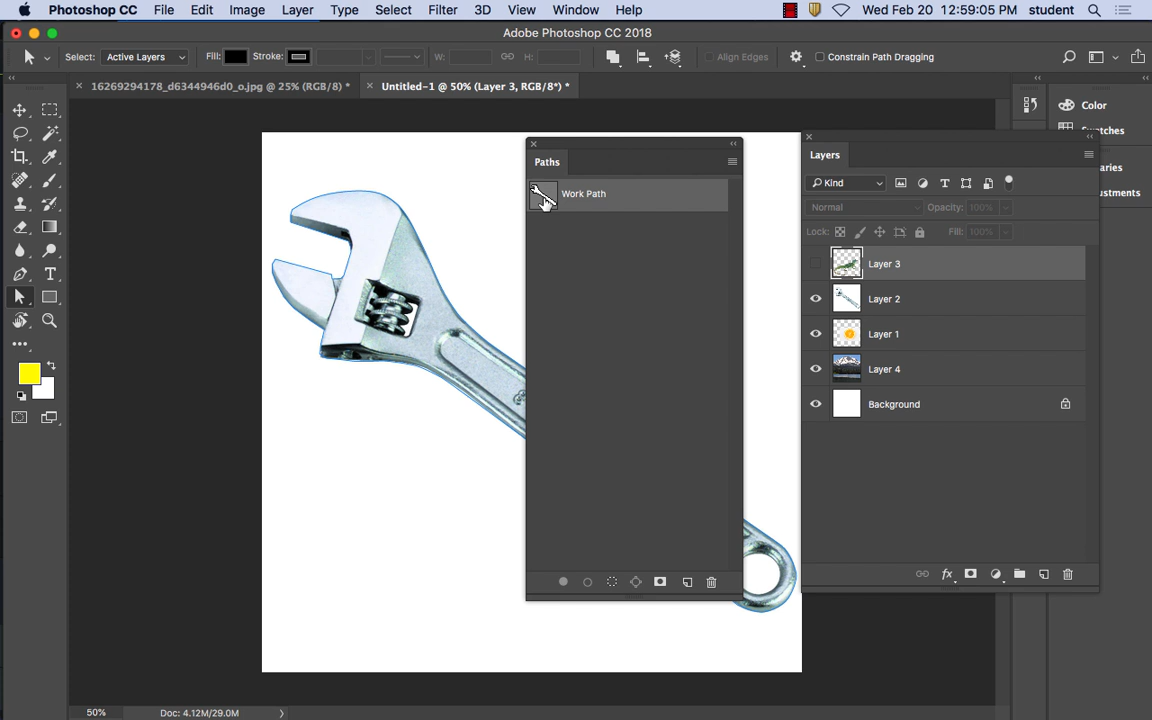 Photoshop CC File Edit Image Layer Type Select Filter 3D View Window Help Wed Feb 20 12:59:05 PM student
Adobe Photoshop CC 2018
Select: Active Layers Fill: Stroke: W: H: Align Edges Constrain Path Dragging
16269294178_d6344946d0_o.jpg @ 25% (RGB/8) * Untitled-1 @ 50% (Layer 3, RGB/8*) *
Color
Swatches
Layers
Paths
aries
Kind
Work Path
ustments
Normal Opacity: 100%
Lock: Fill: 100%
Layer 3
Layer 2
Layer 1
Layer 4
Background
fx
50% Doc: 4.12M/29.0M